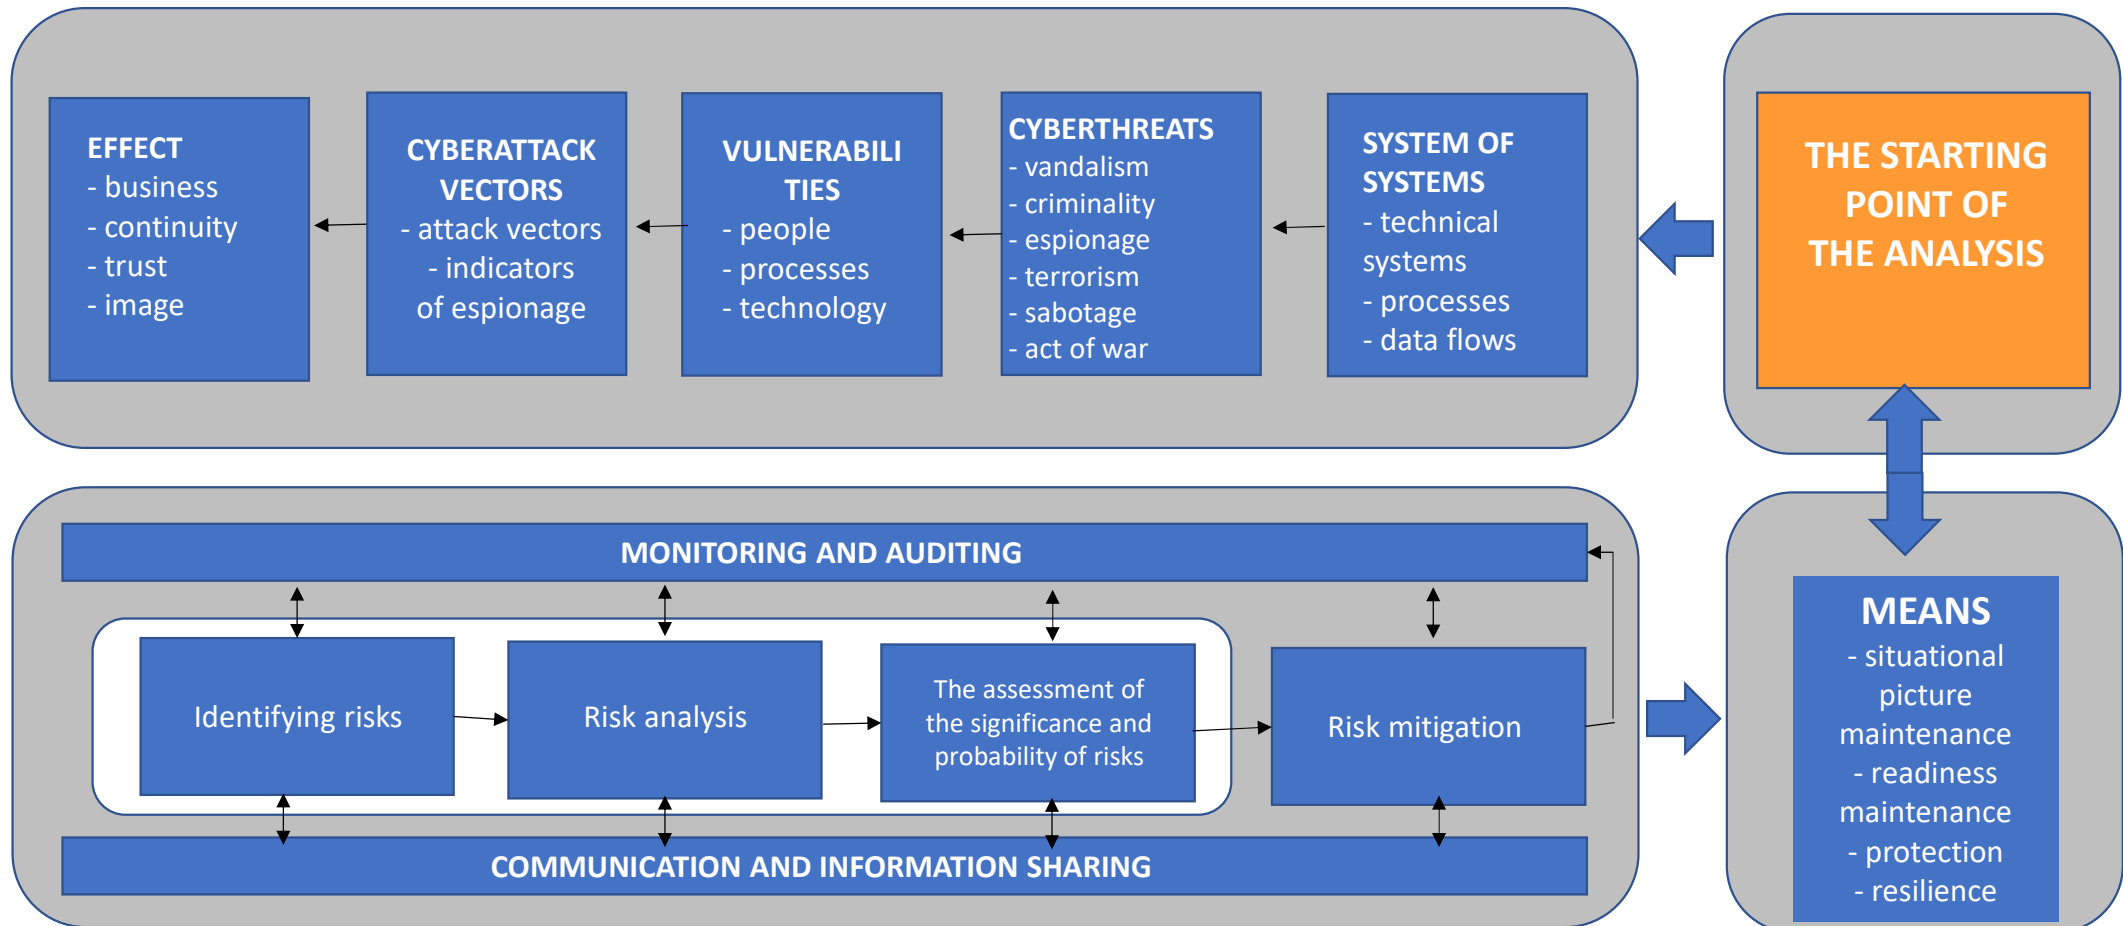 EFFECT
- business
- continuity
- trust
- image
CYBERATTACK
VECTORS
- attack vectors
- indicators
of espionage
VULNERABILI
TIES
- people
- processes
- technology
CYBERTHREATS
- vandalism
- criminality
- espionage
- terrorism
- sabotage
- act of war
SYSTEM OF
SYSTEMS
- technical
systems
- processes
- data flows
THE STARTING
POINT OF
THE ANALYSIS
MONITORING AND AUDITING
Identifying risks
Risk analysis
The assessment of
the significance and
probability of risks
Risk mitigation
COMMUNICATION AND INFORMATION SHARING
MEANS
- situational
picture
maintenance
- readiness
maintenance
- protection
- resilience